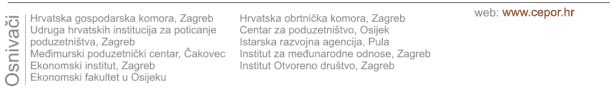 Osnivači
Hrvatska gospodarska komora, Zagreb
Udruga hrvatskih institucija za poticanje
poduzetništva, Zagreb
Međimurski poduzetnički centar, Čakovec
Ekonomski institut, Zagreb
Ekonomski fakultet u Osijeku
Hrvatska obrtnička komora, Zagreb
Centar za poduzetništvo, Osijek
Istarska razvojna agencija, Pula
Institut za međunarodne odnose, Zagreb
Institut Otvoreno društvo, Zagreb
web: www.cepor.hr